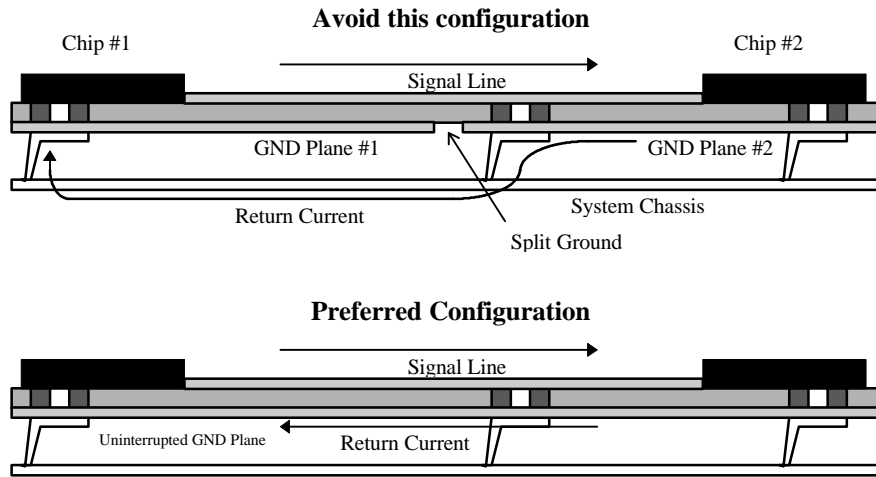 Avoid this configuration
Chip #1
Chip #2
Signal Line
GND Plane #1
GND Plane #2
Return Current
System Chassis
Split Ground
Preferred Configuration
Signal Line
Uninterrupted GND Plane
Return Current